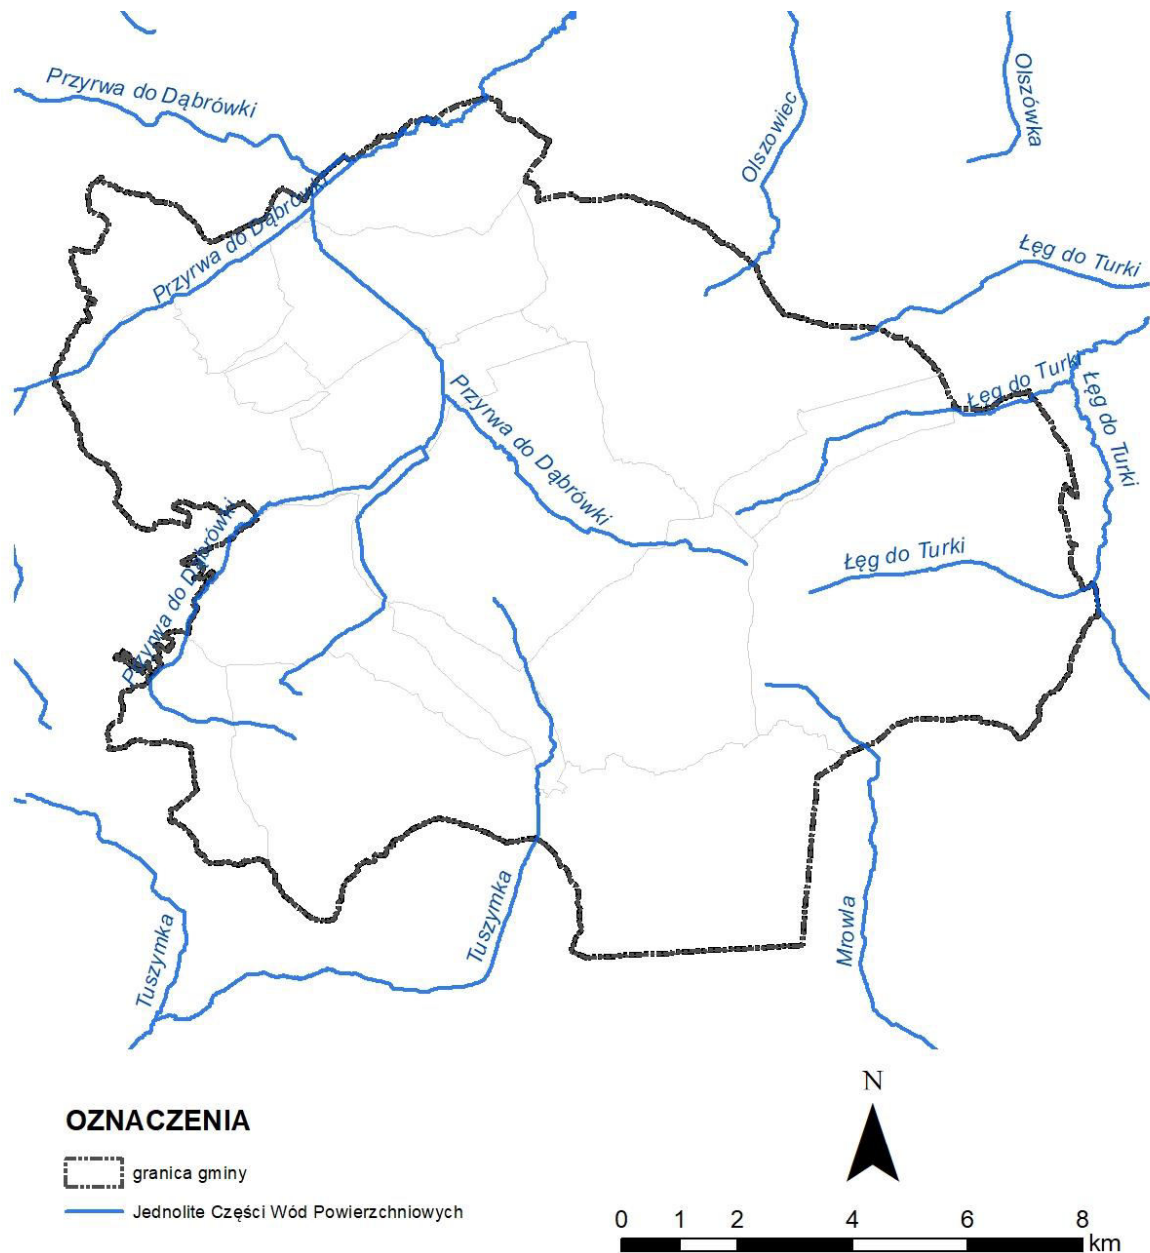 Przyrwa do Dąbrówki
Olszowiec
Olszówka
Przyrwa do Dąbrówki
Łęg do Turki
Łęg do Turki
Łęg do Turki
Przyrwa do Dąbrówki
Przyrwa do Dąbrówki
Łęg do Turki
Tuszymka
Tuszymka
Mrowla
N
OZNACZENIA
granica gminy
Jednolite Części Wód Powierzchniowych
0 1 2 4 6 8
km